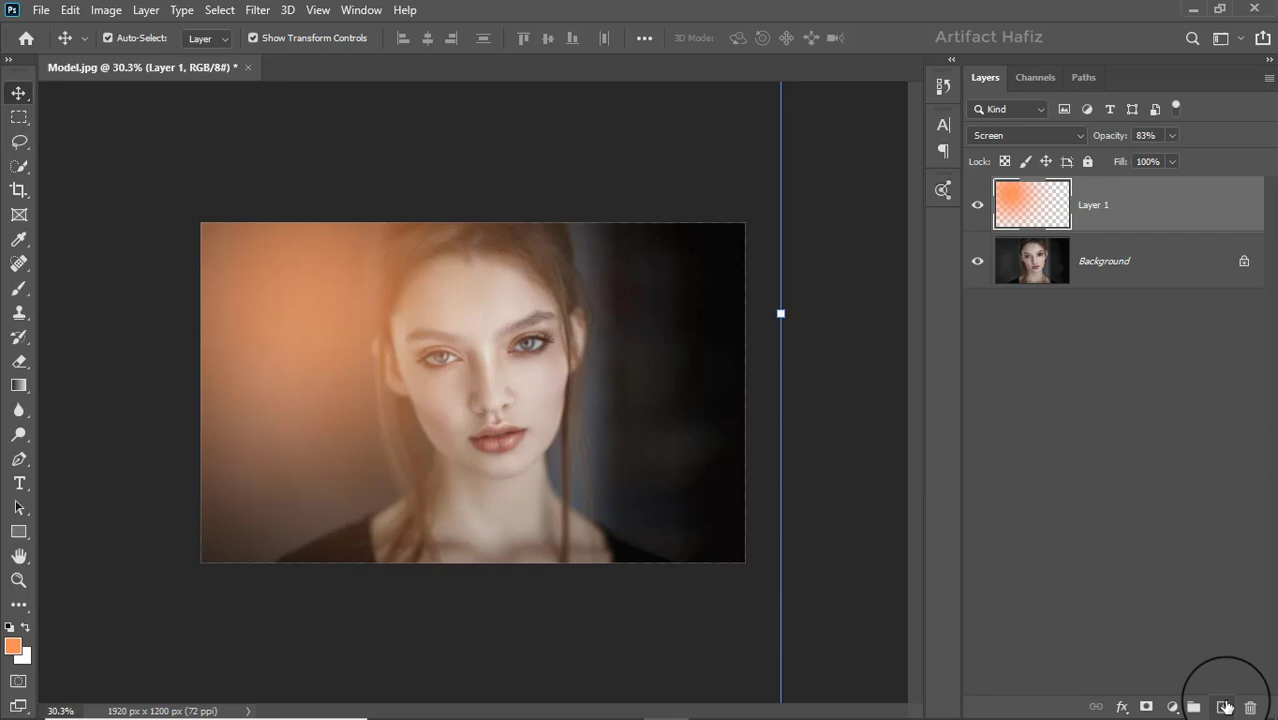 Ps File Edit Image Layer Type Select Filter 3D View Window Help
Auto-Select: Layer Show Transform Controls 3D Mode: Artifact Hafiz
Model.jpg @ 30.3% (Layer 1, RGB/8#) *
Layers Channels Paths
Kind
Screen Opacity: 83%
Lock: Fill: 100%
Layer 1
Background
30.3% 1920 px x 1200 px (72 ppi)